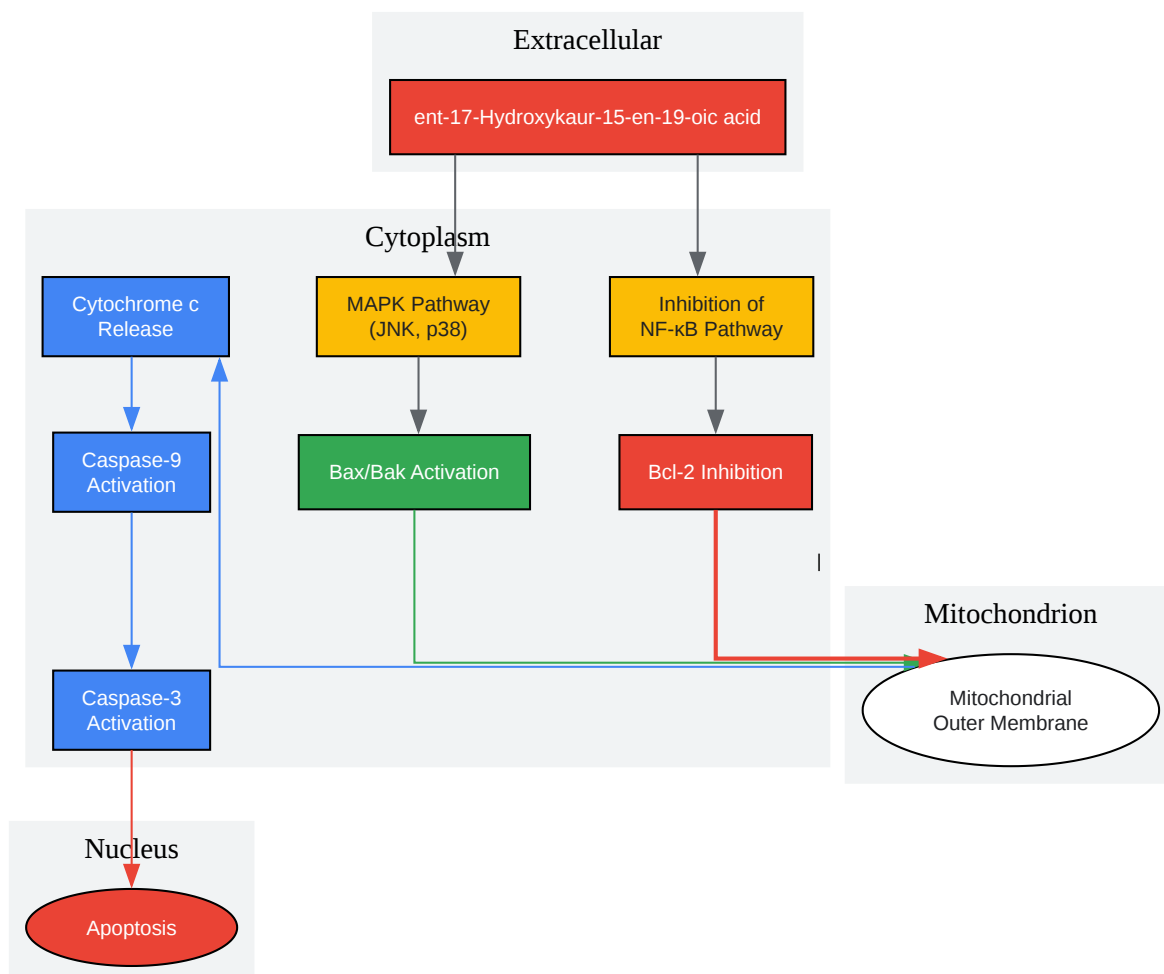 Extracellular
ent-17-Hydroxykaur-15-en-19-oic acid
Cytoplasm
Cytochrome c
Release
MAPK Pathway
(JNK, p38)
Inhibition of
NF-κB Pathway
Caspase-9
Activation
Bax/Bak Activation
Bcl-2 Inhibition
Mitochondrion
Caspase-3
Activation
Mitochondrial
Outer Membrane
Nucleus
Apoptosis